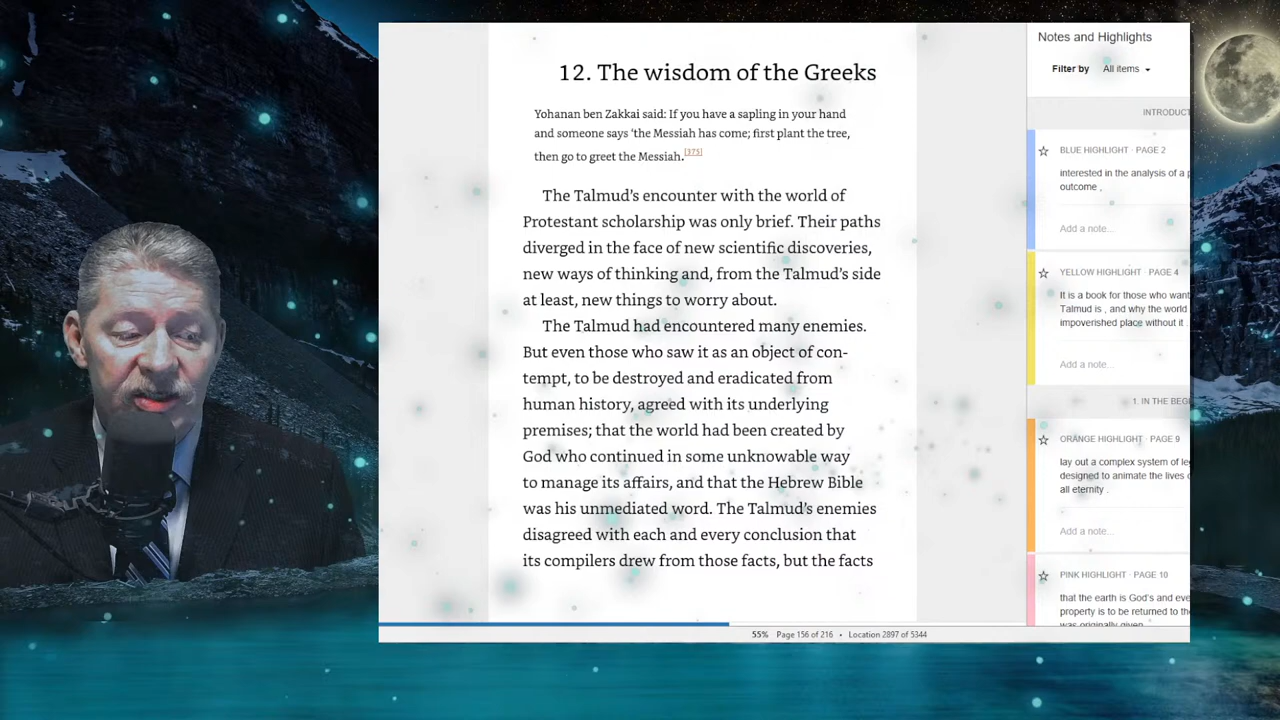 12. The wisdom of the Greeks
Yohanan ben Zakkai said: If you have a sapling in your hand
and someone says 'the Messiah has come; first plant the tree,
then go to greet the Messiah.[375]
The Talmud's encounter with the world of
Protestant scholarship was only brief. Their paths
diverged in the face of new scientific discoveries,
new ways of thinking and, from the Talmud's side
at least, new things to worry about.
The Talmud had encountered many enemies.
But even those who saw it as an object of con-
tempt, to be destroyed and eradicated from
human history, agreed with its underlying
premises; that the world had been created by
God who continued in some unknowable way
to manage its affairs, and that the Hebrew Bible
was his unmediated word. The Talmud's enemies
disagreed with each and every conclusion that
its compilers drew from those facts, but the facts
55% Page 156 of 216 • Location 2897 of 5344
Notes and Highlights
Filter by All items
INTRODUCT
BLUE HIGHLIGHT · PAGE 2
interested in the analysis of a p
outcome ,
Add a note...
YELLOW HIGHLIGHT · PAGE 4
It is a book for those who want
Talmud is , and why the world
impoverished place without it .
Add a note...
1. IN THE BEG
ORANGE HIGHLIGHT · PAGE 9
lay out a complex system of le
designed to animate the lives o
all eternity .
Add a note...
PINK HIGHLIGHT · PAGE 10
that the earth is God's and eve
property is to be returned to th
was originally given